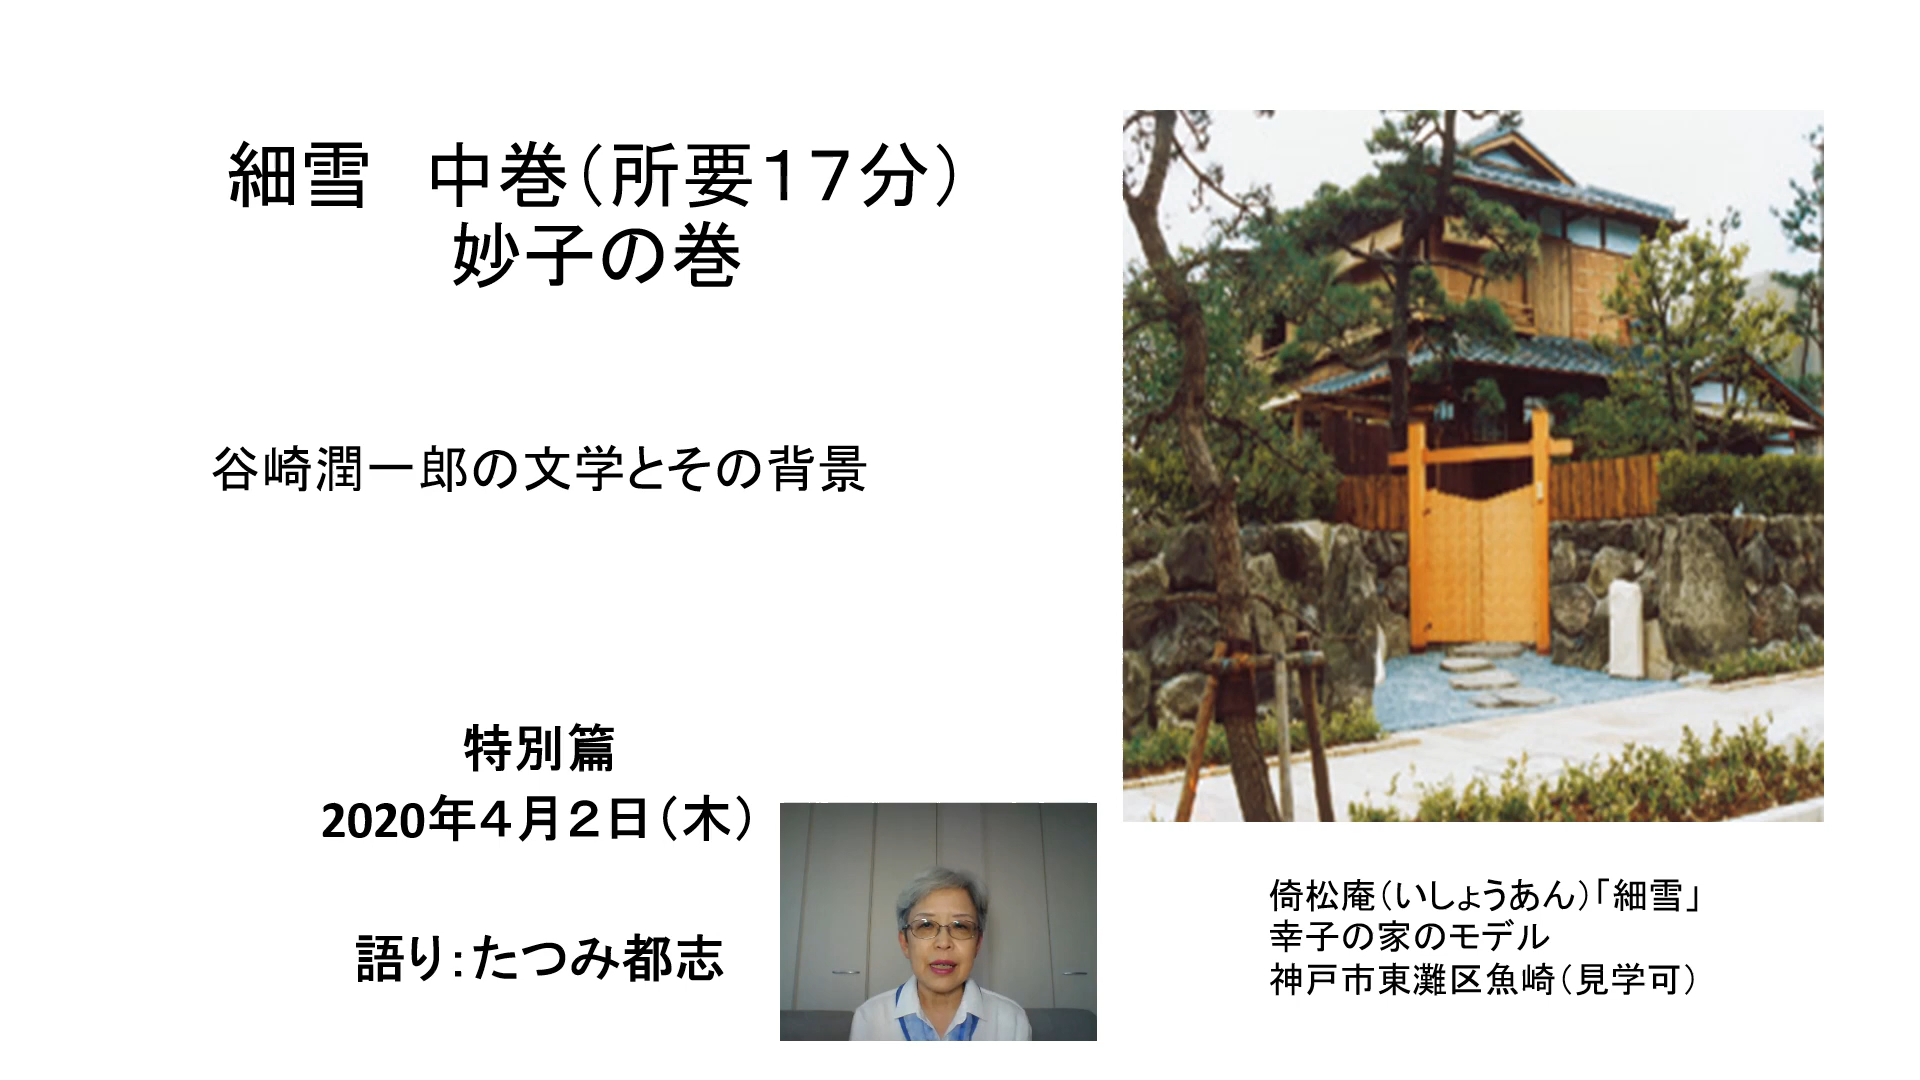 細雪　中巻（所要１７分）
妙子の巻
谷崎潤一郎の文学とその背景
特別篇
2020年４月２日（木）
語り：たつみ都志
倚松庵（いしょうあん）「細雪」
幸子の家のモデル
神戸市東灘区魚崎（見学可）